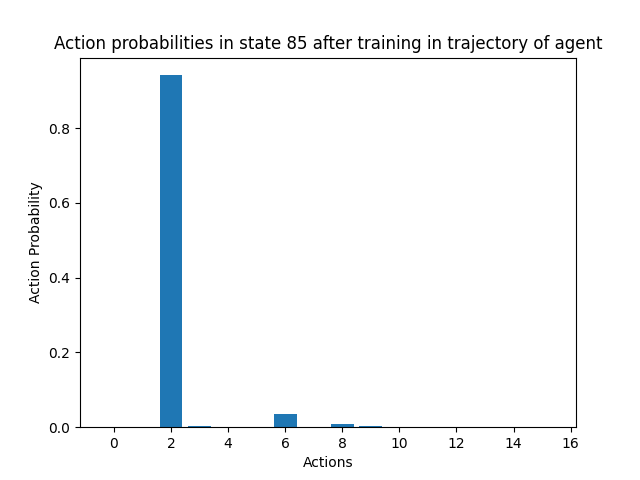 Action probabilities in state 85 after training in trajectory of agent
Action Probability
0.8
0.6
0.4
0.2
0.0
0 2 4 6 8 10 12 14 16
Actions